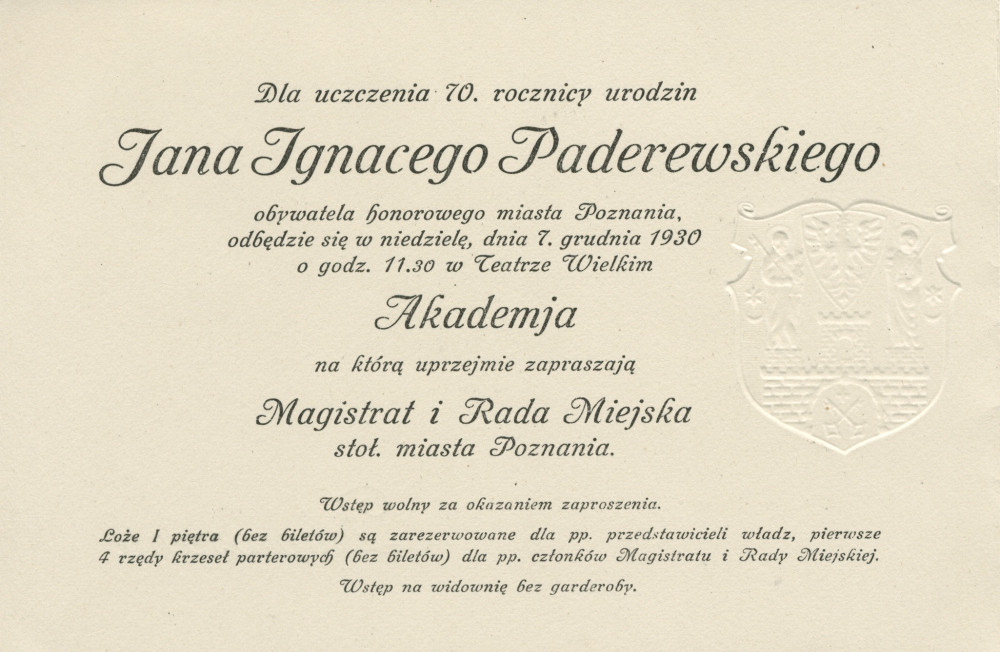 Dla uczczenia 70. rocznicy urodzin
Jana Ignacego Paderewskiego
obywatela honorowego miasta Poznania,
odbędzie się w niedzielę, dnia 7. grudnia 1930
o godz. 11.30 w Teatrze Wielkim
Akademja
na którą uprzejmie zapraszają
Magistrat i Rada Miejska
stoł. miasta Poznania.
Wstęp wolny za okazaniem zaproszenia.
Loże I piętra (bez biletów) są zarezerwowane dla pp. przedstawicieli władz, pierwsze
4 rzędy krzeseł parterowych (bez biletów) dla pp. członków Magistratu i Rady Miejskiej.
Wstęp na widownię bez garderoby.